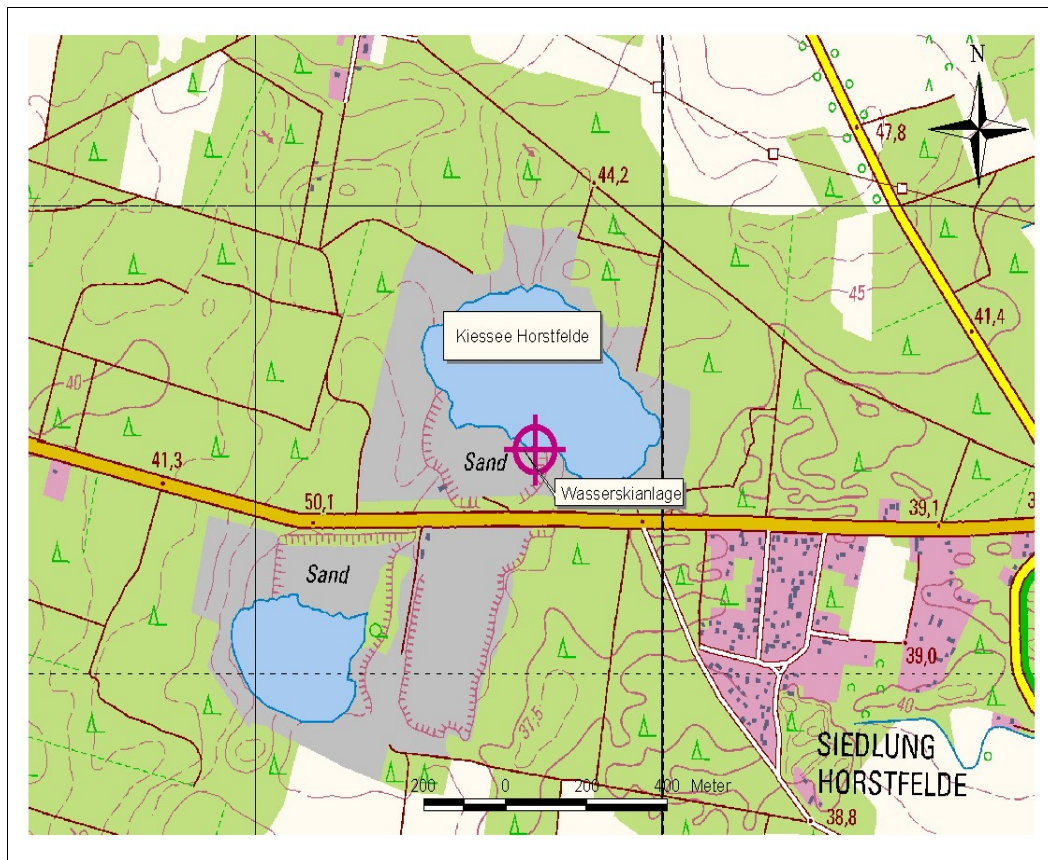 N
47,8
44,2
45
41,4
Kiessee Horstfelde
40
Sand
41,3
Wasserskianlage
50,1
39,1
3
Sand
39,0
40
37,5
SIEDLUNG
HORSTFELDE
200 0 200 400 Meter
38,8